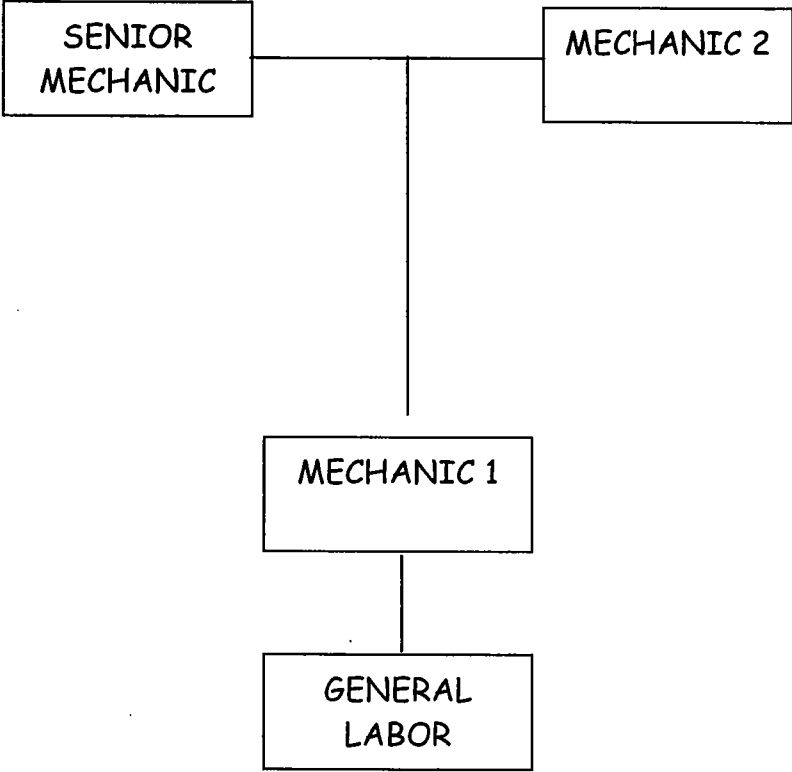 SENIOR
MECHANIC
MECHANIC 2
MECHANIC 1
GENERAL
LABOR